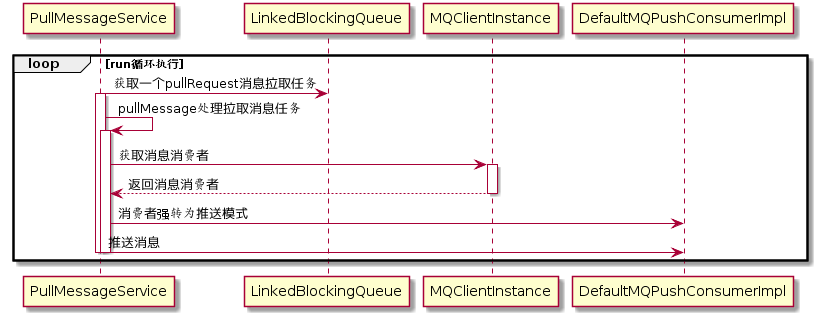 PullMessageService
LinkedBlockingQueue
MQClientInstance
DefaultMQPushConsumerImpl
loop
[run循环执行]
获取一个pullRequest消息拉取任务
pullMessage处理拉取消息任务
获取消息消费者
返回消息消费者
消费者强转为推送模式
推送消息
PullMessageService
LinkedBlockingQueue
MQClientInstance
DefaultMQPushConsumerImpl